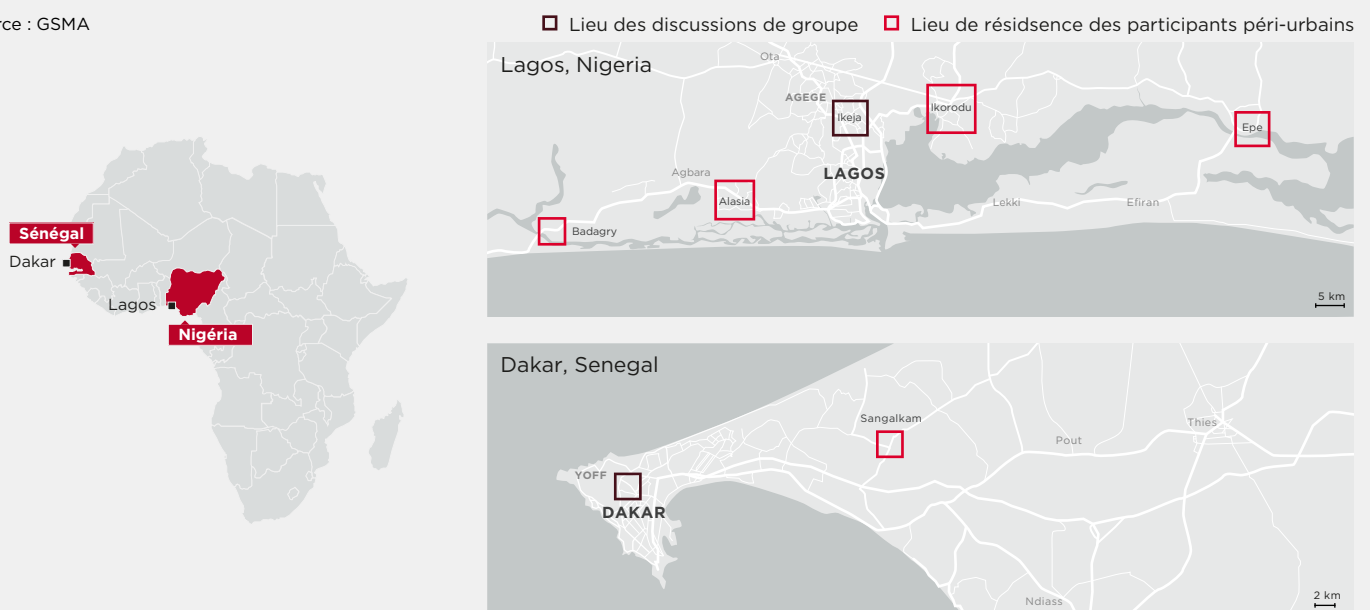 rce : GSMA
Lieu des discussions de groupe
Lieu de résidsence des participants péri-urbains
Sénégal
Dakar
Lagos
Nigéria
Lagos, Nigeria
Ota
AGEGE
Ikeja
Ikorodu
Epe
Agbara
LAGOS
Alasia
Lekki
Efiran
Badagry
5 km
Dakar, Senegal
Sangalkam
Thies
Pout
YOFF
DAKAR
Ndiass
2 km